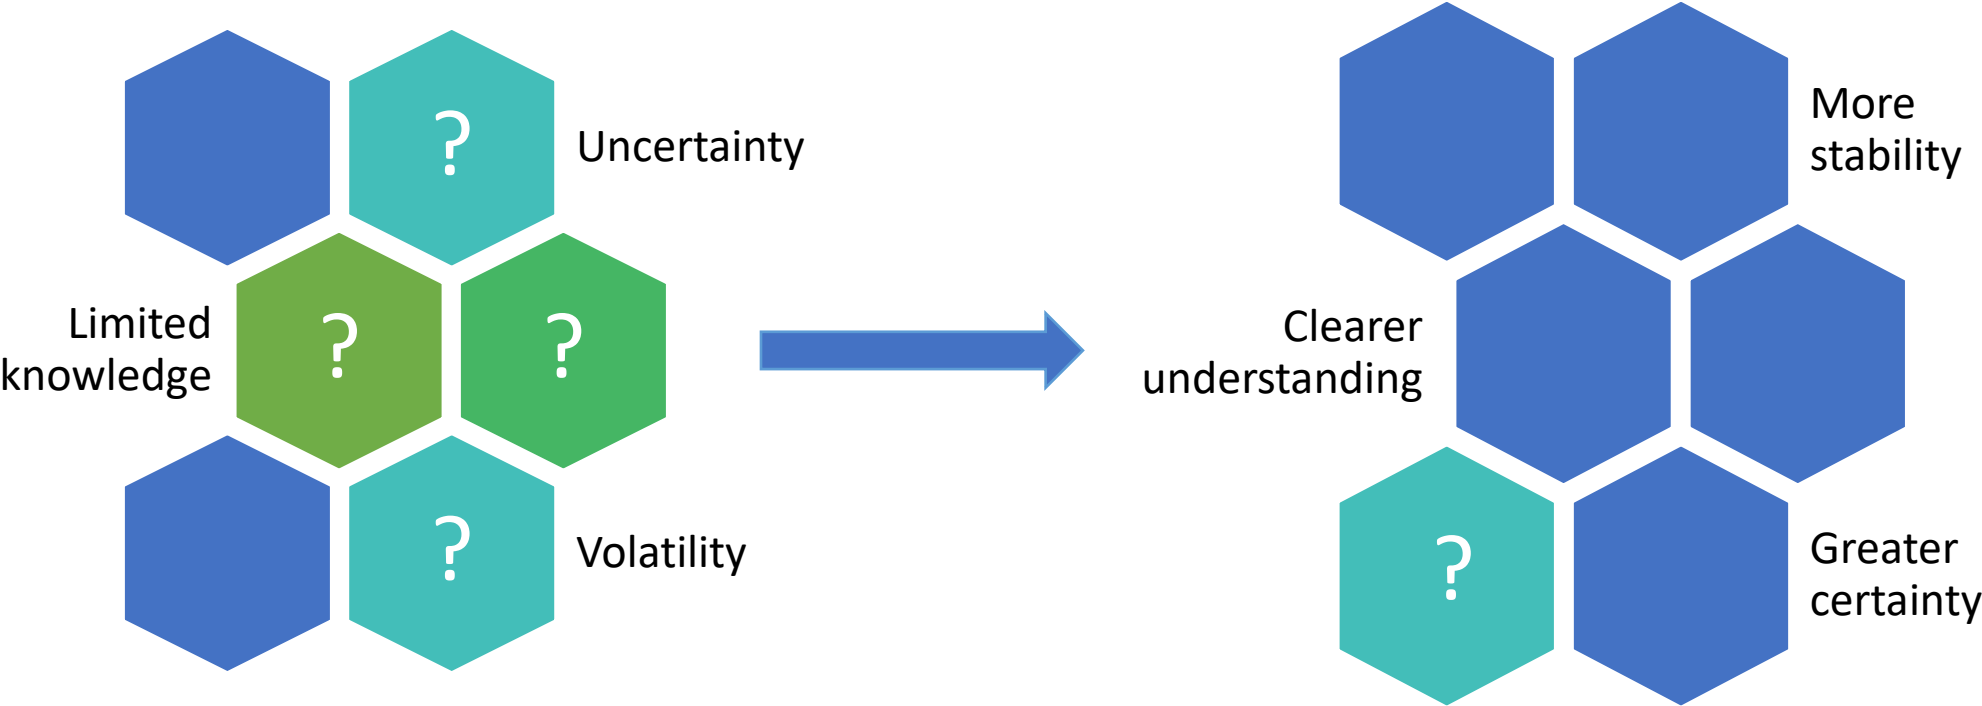 ?
Uncertainty
Limited
knowledge
?
?
?
Volatility
More
stability
Clearer
understanding
?
Greater
certainty